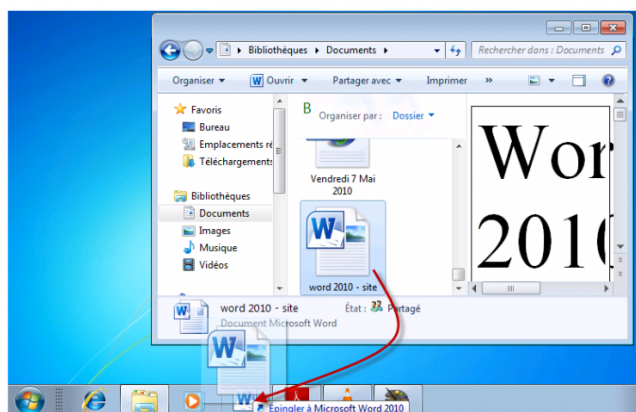 Bibliothèques Documents
Rechercher dans : Documents
Organiser Ouvrir Partager avec Imprimer »
Favoris
Bureau
Emplacements ré
Téléchargements
Bibliothèques
Documents
Images
Musique
Vidéos
B
Organiser par : Dossier
Vendredi 7 Mai
2010
word 2010 - site
Wor
2010
word 2010 - site État : Partagé
Document Microsoft Word
Épingler à Microsoft Word 2010